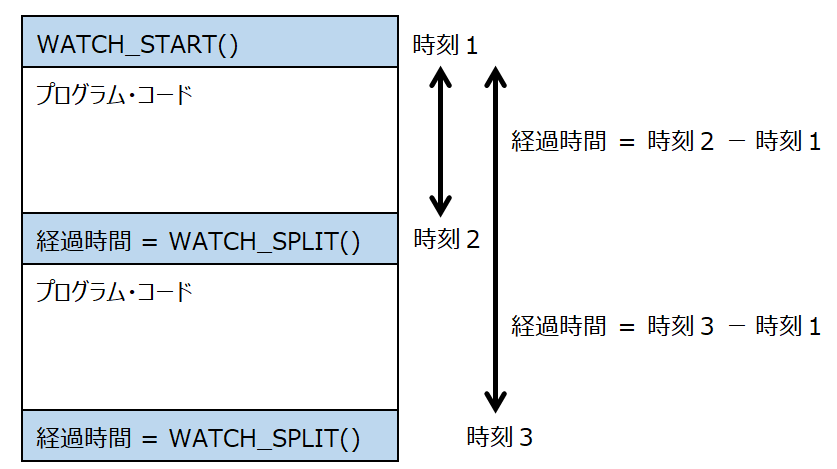 WATCH_START()
時刻1
プログラム・コード
経過時間 = 時刻2 － 時刻1
経過時間 = WATCH_SPLIT()
時刻2
プログラム・コード
経過時間 = 時刻3 － 時刻1
経過時間 = WATCH_SPLIT()
時刻3